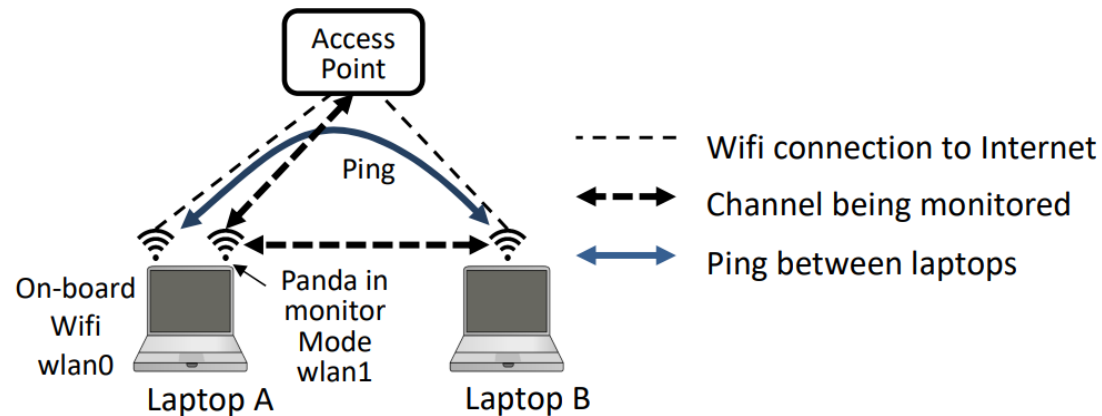 Access
Point
Ping
Wifi connection to Internet
Channel being monitored
Ping between laptops
On-board
Wifi
wlan0
Panda in
monitor
Mode
wlan1
Laptop A
Laptop B